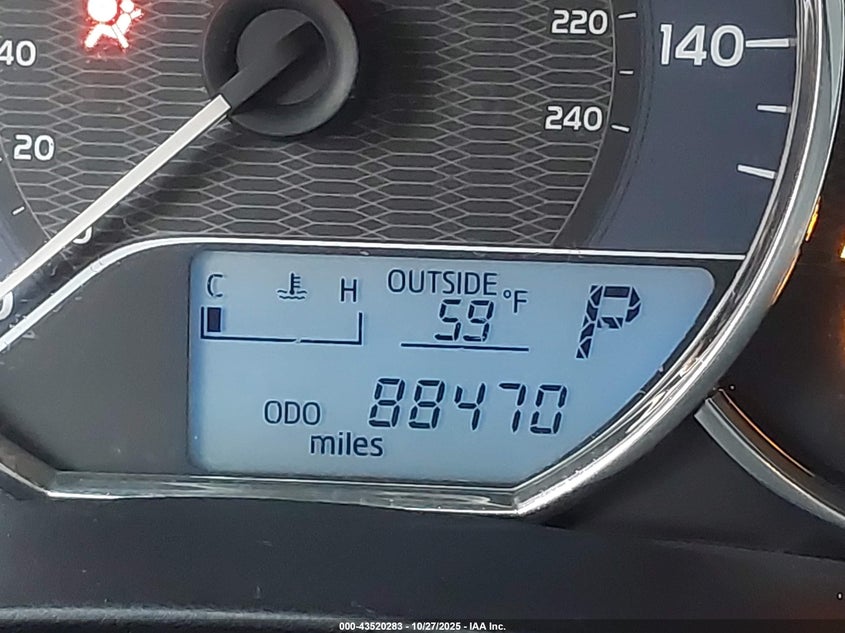 40
220
140
20
240
C H OUTSIDE
59 °F
P
ODO 88470
miles
000-43520283 - 10/27/2025 - IAA Inc.